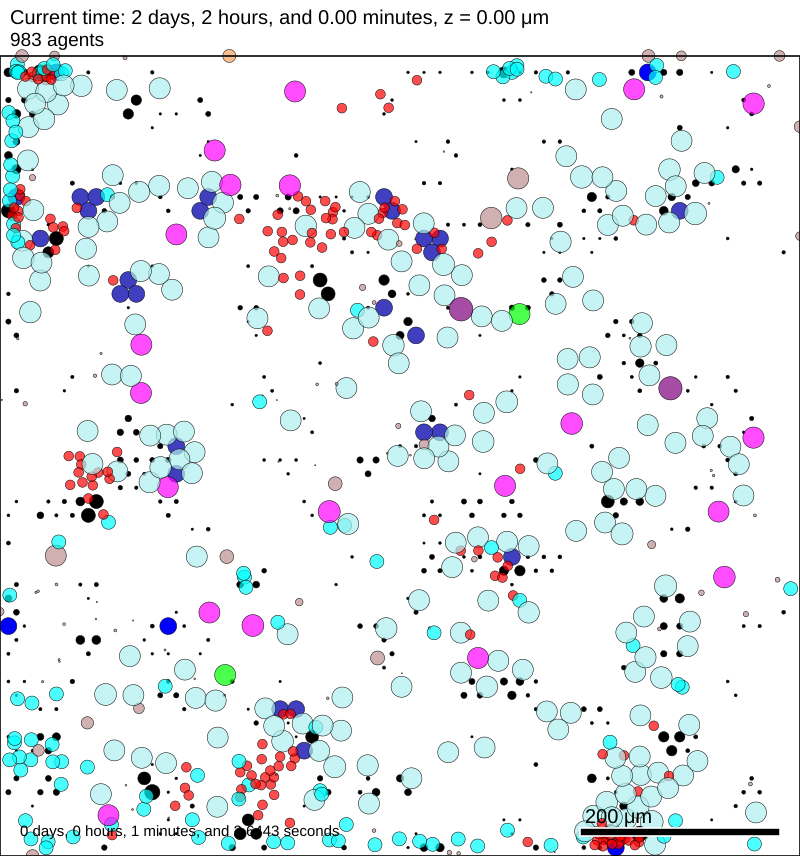 Current time: 2 days, 2 hours, and 0.00 minutes, z = 0.00 μm
983 agents
200 μm
0 days, 0 hours, 1 minutes, and seconds